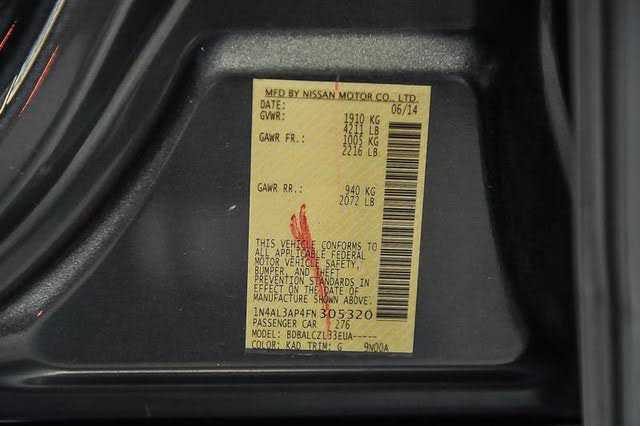 MFD BY NISSAN MOTOR CO., LTD
DATE: 06/14
GVWR: 1910 KG
4211 LB
GAWR FR.: 1005 KG
2216 LB
GAWR RR.: 940 KG
2072 LB
THIS VEHICLE CONFORMS TO
ALL APPLICABLE FEDERAL
MOTOR VEHICLE SAFETY,
BUMPER, AND THEFT
PREVENTION STANDARDS IN
EFFECT ON THE DATE OF
MANUFACTURE SHOWN ABOVE.
1N4AL3AP4FN 305320
PASSENGER CAR 276
MODEL: BDBALCZL33EUA-----
COLOR: KAD TRIM: G 9N00A